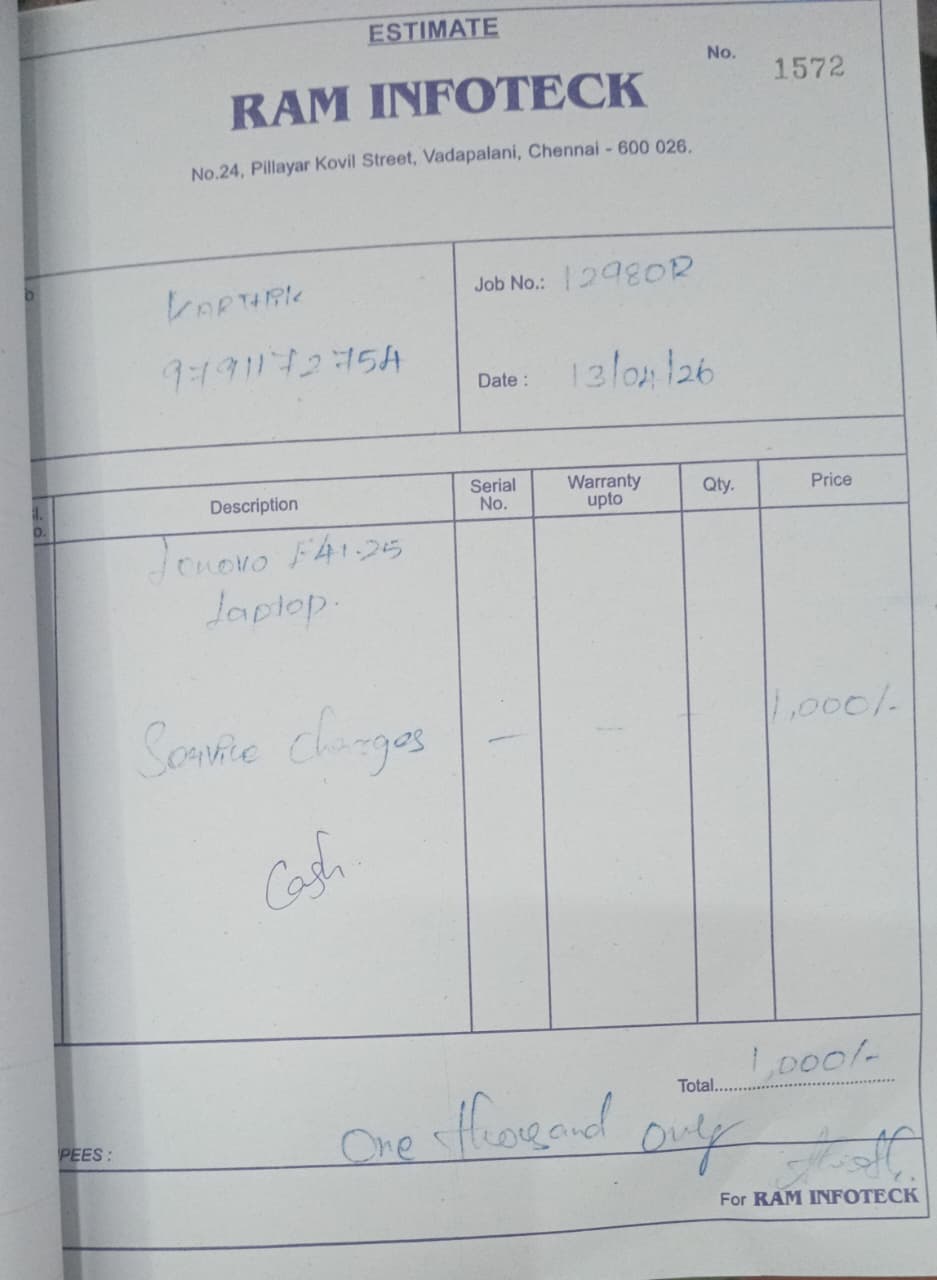 ESTIMATE
No. 1572
RAM INFOTECK
No.24, Pillayar Kovil Street, Vadapalani, Chennai - 600 026.
KARTHIK
9791172754
Job No.: 12980R
Date : 13/04/26
Description Serial No. Warranty upto Qty. Price
Lenovo E41-25
Laptop.
Service Charges - - - 1,000/-
Cash.
Total 1,000/-
PEES : One thousand only
For RAM INFOTECK